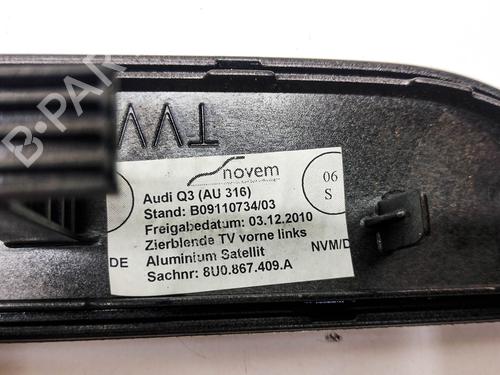 TVV
novem
Audi Q3 (AU 316)
06
S
Stand: B09110734/03
Freigabedatum: 03.12.2010
Zierblende TV vorne links
NVM/D
DE
Aluminium Satellit
Sachnr: 8U0.867.409.A